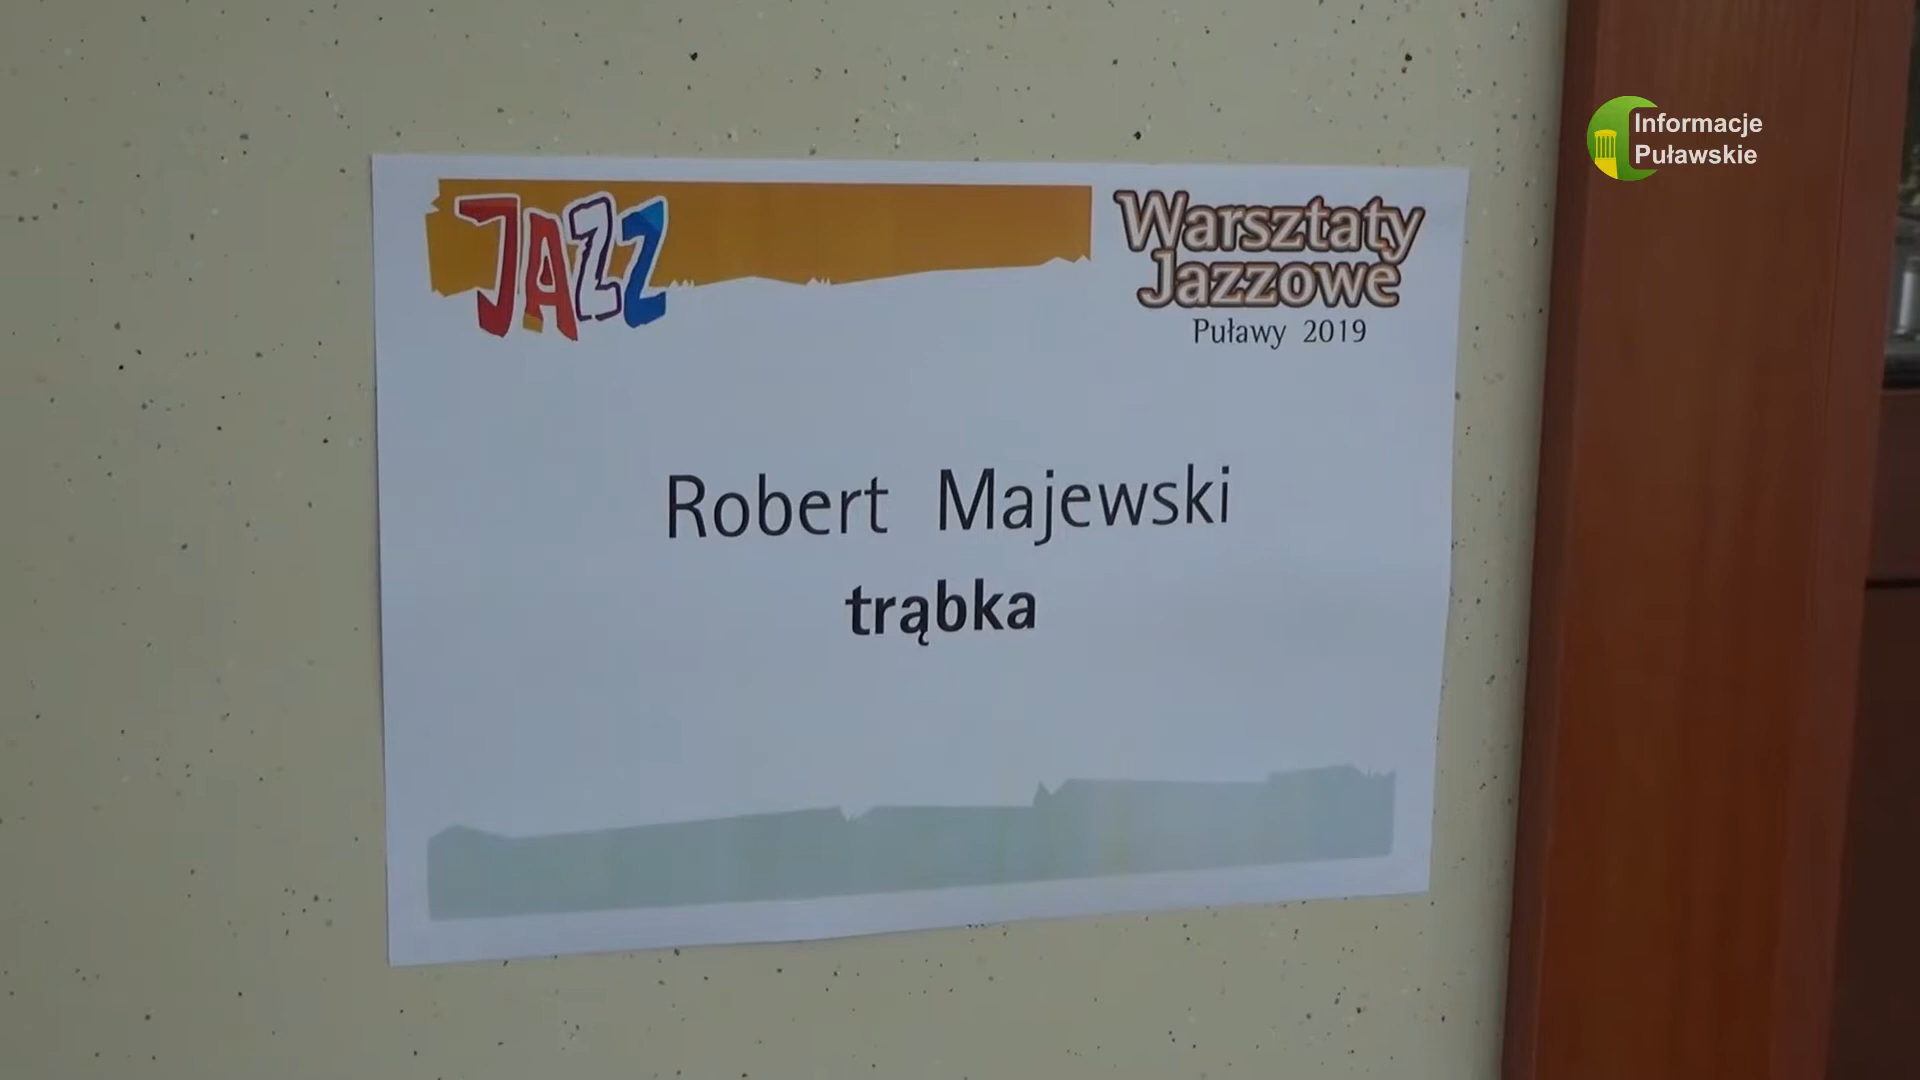 Informacje
Puławskie
JAZZ
Warsztaty
Jazzowe
Puławy 2019
Robert Majewski
trąbka